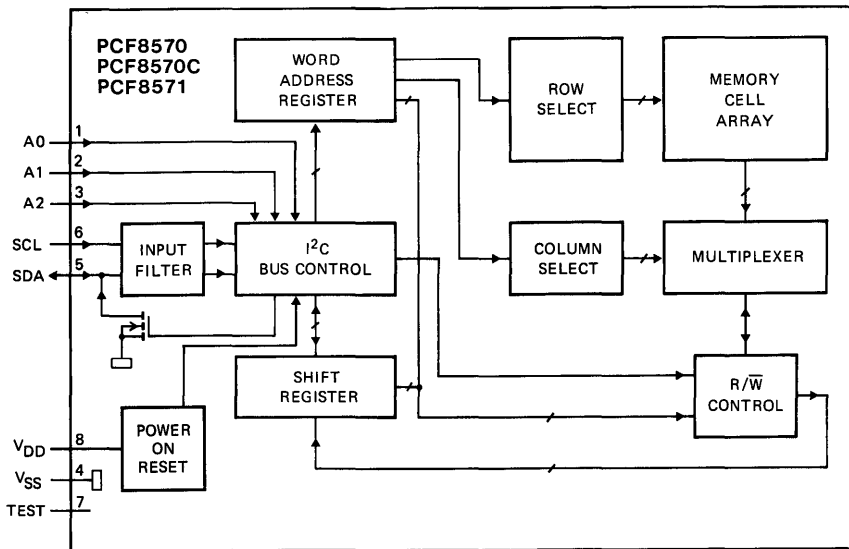 PCF8570
PCF8570C
PCF8571
WORD
ADDRESS
REGISTER
ROW
SELECT
MEMORY
CELL
ARRAY
A0 1
A1 2
A2 3
SCL 6
SDA 5
INPUT
FILTER
I²C
BUS CONTROL
COLUMN
SELECT
MULTIPLEXER
SHIFT
REGISTER
R/W̅
CONTROL
POWER
ON
RESET
VDD 8
VSS 4
TEST 7